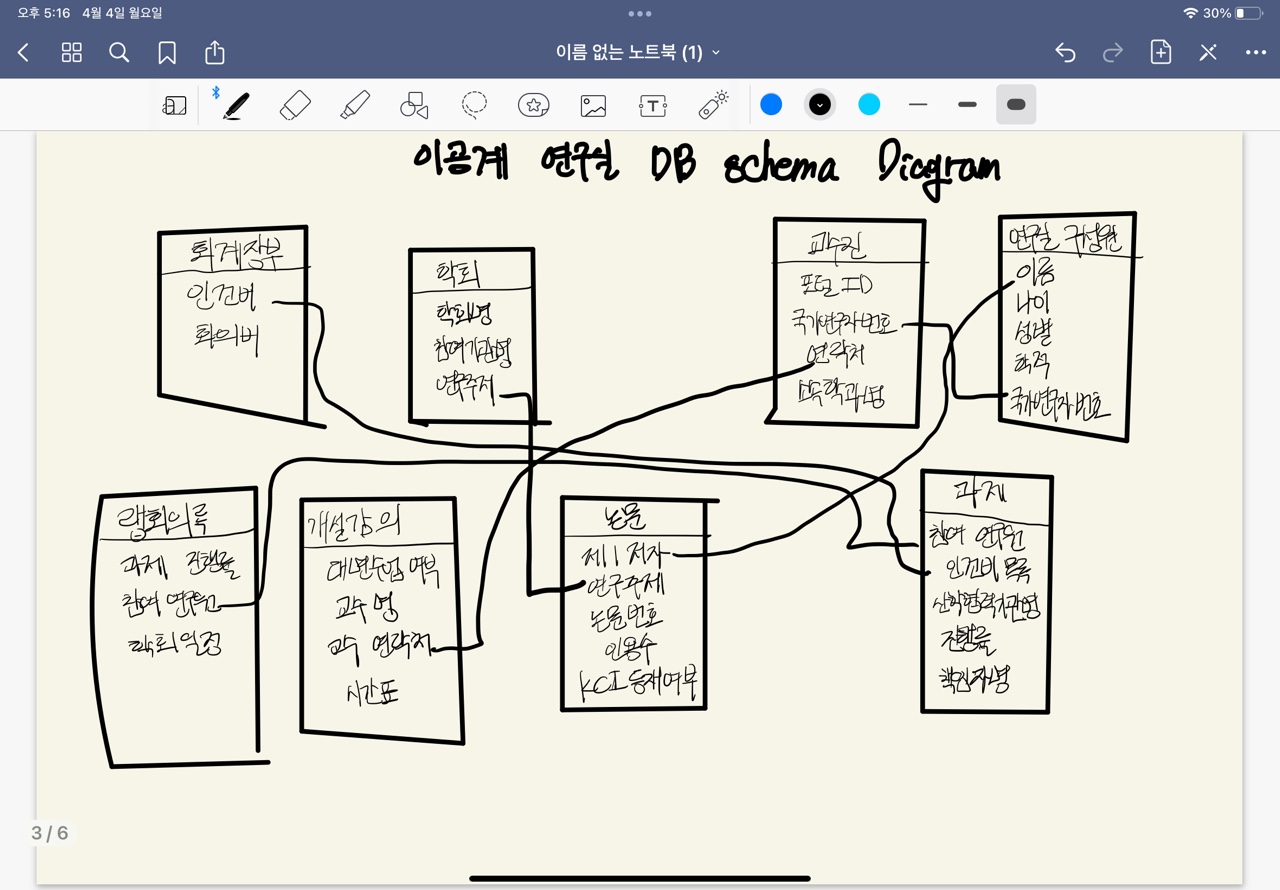 오후 5:16 4월 4일 월요일
30%
이름 없는 노트북 (1)
이공계 연구실 DB schema Diagram
회계장부
인건비
회의비
학회
학회명
참여기관명
연구주제
교수진
포털 ID
국가연구자번호
연락처
소속학과명
연구실 구성원
이름
나이
성별
학적
국가연구자번호
랩회의록
과제 진행률
참여 연구원
학회일정
개설강의
대면수업 여부
교수명
교수 연락처
시간표
논문
제1저자
연구주제
논문번호
인용수
KCI 등재여부
과제
참여 연구원
인건비 목록
산학협력기관명
진행률
책임자명
3 / 6